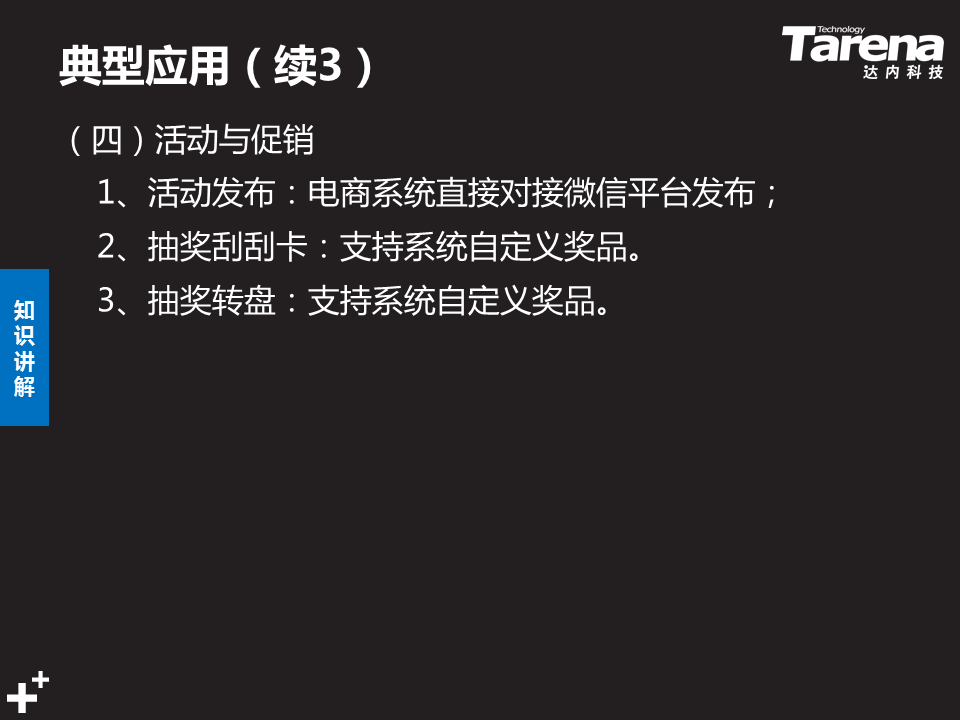 典型应用（续3）
Technology
Tarena
达内科技
（四）活动与促销
1、活动发布：电商系统直接对接微信平台发布；
2、抽奖刮刮卡：支持系统自定义奖品。
3、抽奖转盘：支持系统自定义奖品。
知
识
讲
解